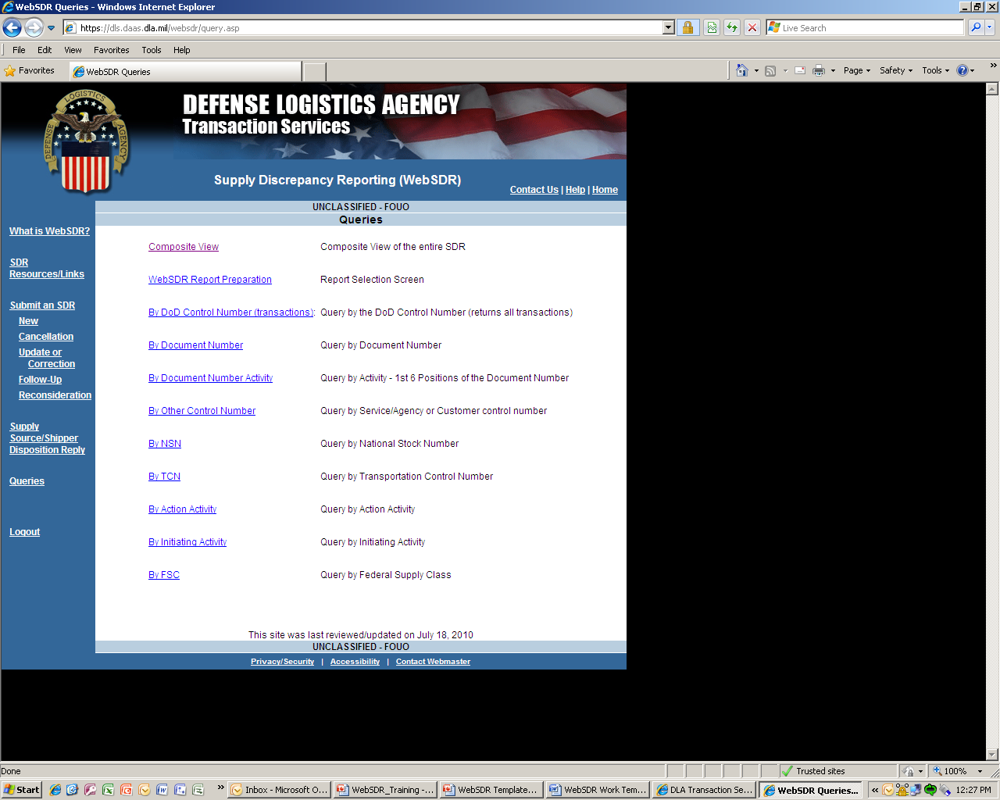 WebSDR Queries - Windows Internet Explorer
https://dls.daas.dla.mil/websdr/query.asp
Live Search
File Edit View Favorites Tools Help
Favorites
WebSDR Queries
Page Safety Tools
DEFENSE LOGISTICS AGENCY
DEFENSE LOGISTICS AGENCY
Transaction Services
Supply Discrepancy Reporting (WebSDR)
Contact Us | Help | Home
UNCLASSIFIED - FOUO
Queries
What is WebSDR?
SDR
Resources/Links
Submit an SDR
New
Cancellation
Update or
Correction
Follow-Up
Reconsideration
Supply
Source/Shipper
Disposition Reply
Queries
Logout
Composite View Composite View of the entire SDR
WebSDR Report Preparation Report Selection Screen
By DoD Control Number (transactions): Query by the DoD Control Number (returns all transactions)
By Document Number Query by Document Number
By Document Number Activity Query by Activity - 1st 6 Positions of the Document Number
By Other Control Number Query by Service/Agency or Customer control number
By NSN Query by National Stock Number
By TCN Query by Transportation Control Number
By Action Activity Query by Action Activity
By Initiating Activity Query by Initiating Activity
By FSC Query by Federal Supply Class
This site was last reviewed/updated on July 18, 2010
UNCLASSIFIED - FOUO
Privacy/Security | Accessibility | Contact Webmaster
Done Trusted sites 100%
Start Inbox - Microsoft O... WebSDR_Training -... WebSDR Template... WebSDR Work Tem... DLA Transaction Se... WebSDR Queries... 12:27 PM